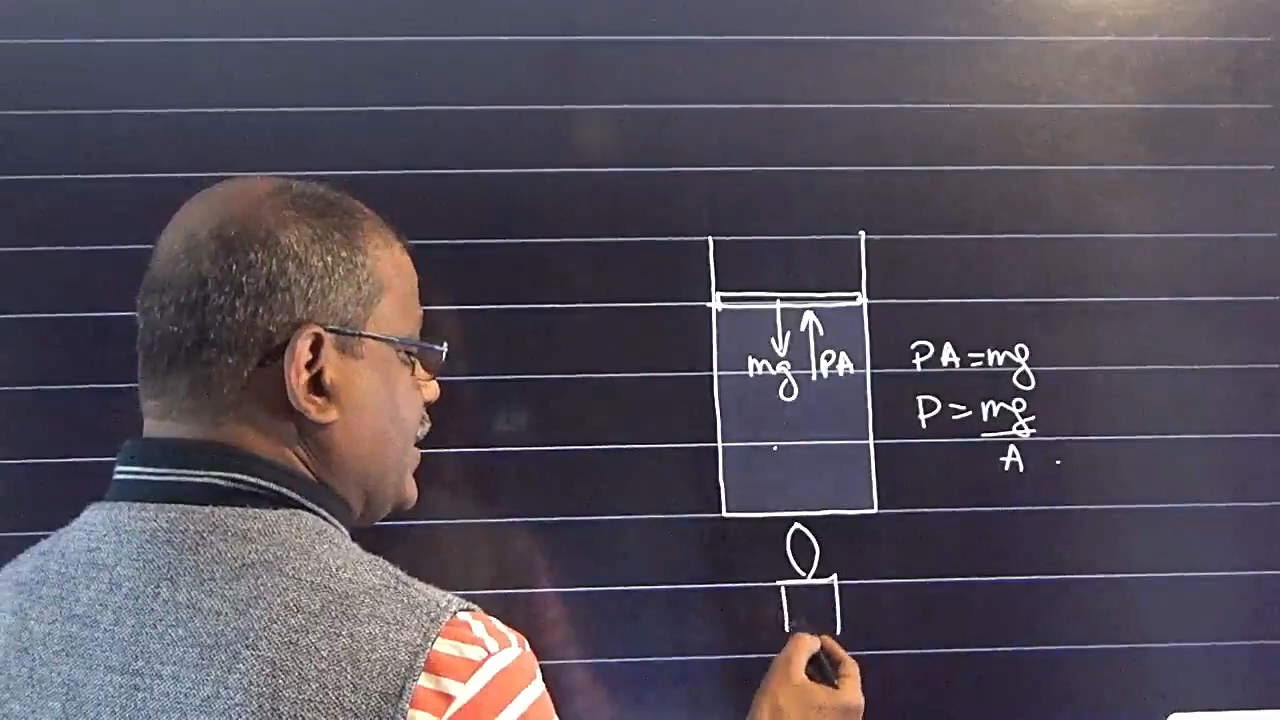 mg PA
PA = mg
P = mg
A .